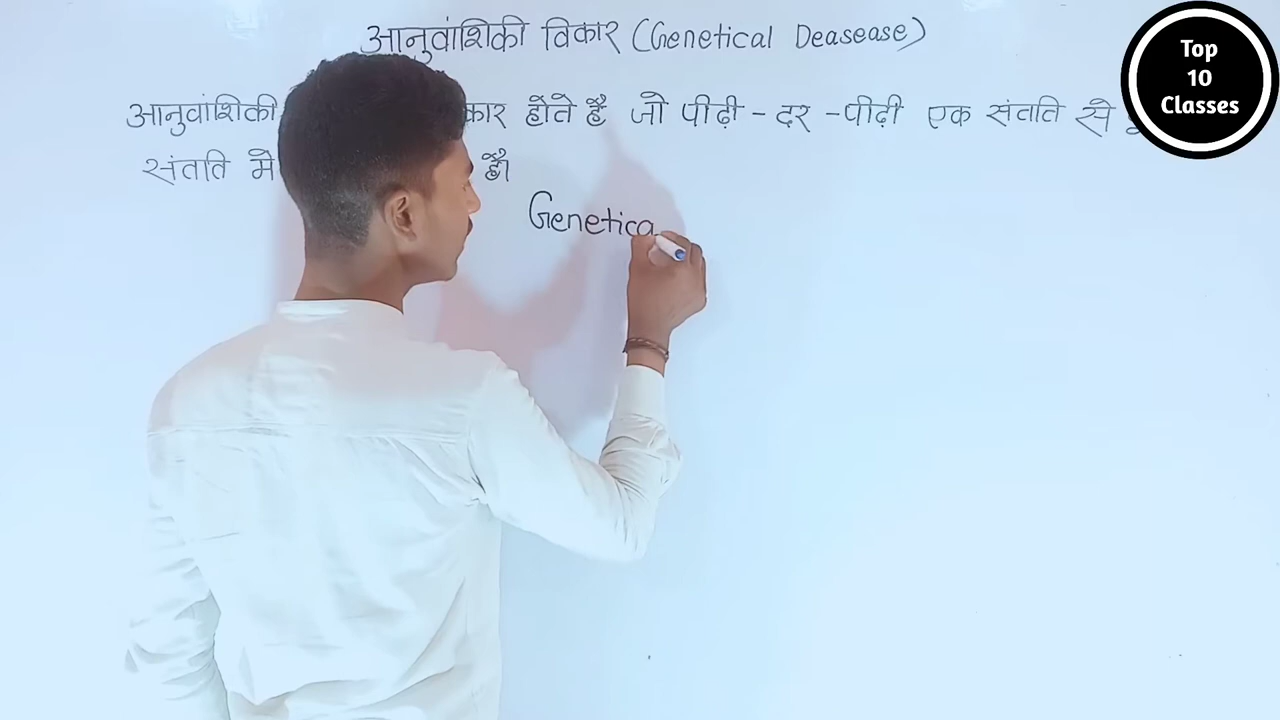 आनुवांशिकी विकार (Genetical Deasease)
आनुवांशिकी होते है जो पीढ़ी - दर - पीढ़ी एक संतति से
संतति मे है।
Genetica
Top
10
Classes